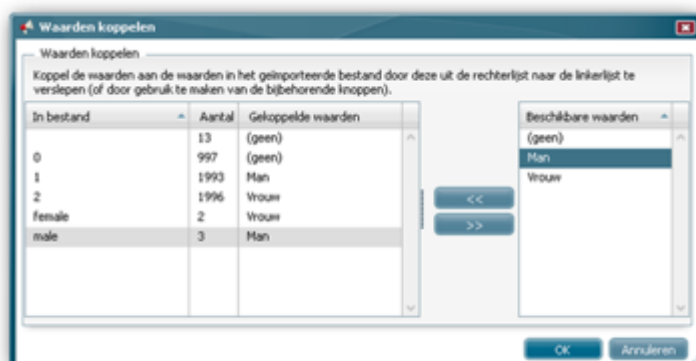 Waarden koppelen
Waarden koppelen
Koppel de waarden aan de waarden in het geïmporteerde bestand door deze uit de rechterlijst naar de linkerlijst te
verslepen (of door gebruik te maken van de bijbehorende knoppen).
In bestand Aantal Gekoppelde waarden Beschikbare waarden
13 (geen) (geen)
0 997 (geen) Man
1 1993 Man Vrouw
2 1996 Vrouw <<
female 2 Vrouw >>
male 3 Man
OK Annuleren